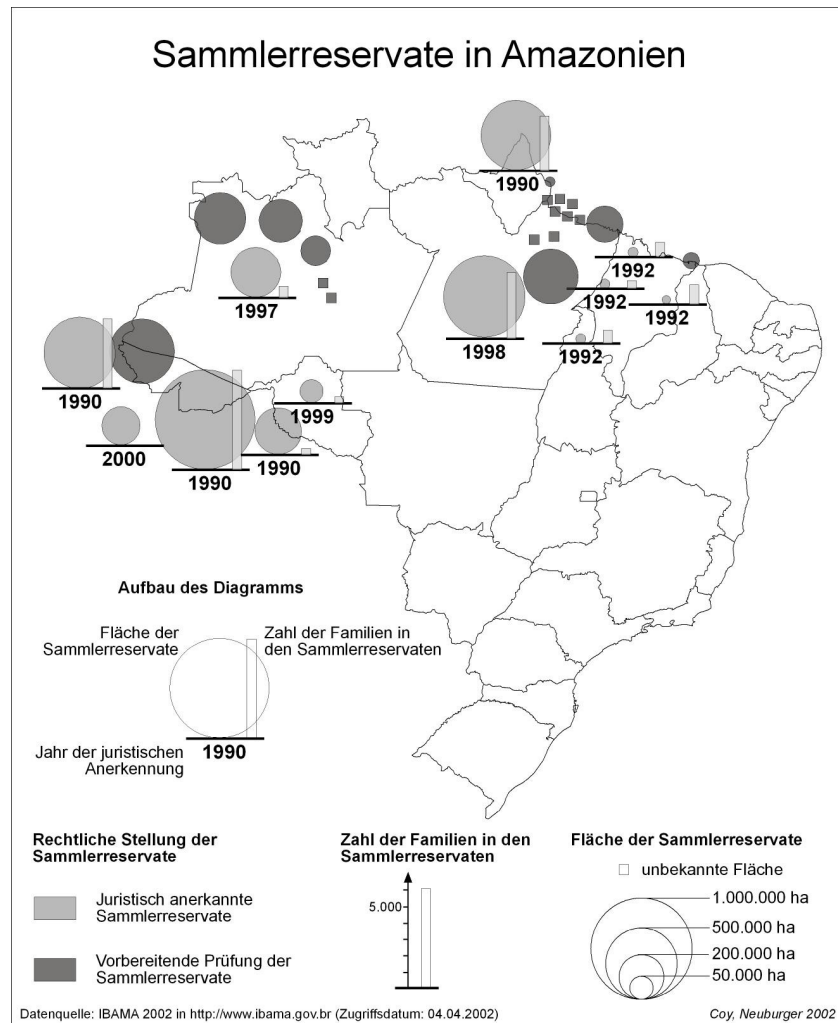 Sammlerreservate in Amazonien
1990
1997
1992
1992
1992
1998
1992
1990
1999
2000
1990
1990
Aufbau des Diagramms
Fläche der
Sammlerreservate
Zahl der Familien in
den Sammlerreservaten
1990
Jahr der juristischen
Anerkennung
Rechtliche Stellung der
Sammlerreservate
Juristisch anerkannte
Sammlerreservate
Vorbereitende Prüfung der
Sammlerreservate
Zahl der Familien in den
Sammlerreservaten
5.000
Fläche der Sammlerreservate
unbekannte Fläche
1.000.000 ha
500.000 ha
200.000 ha
50.000 ha
Datenquelle: IBAMA 2002 in http://www.ibama.gov.br (Zugriffsdatum: 04.04.2002)
Coy, Neuburger 2002